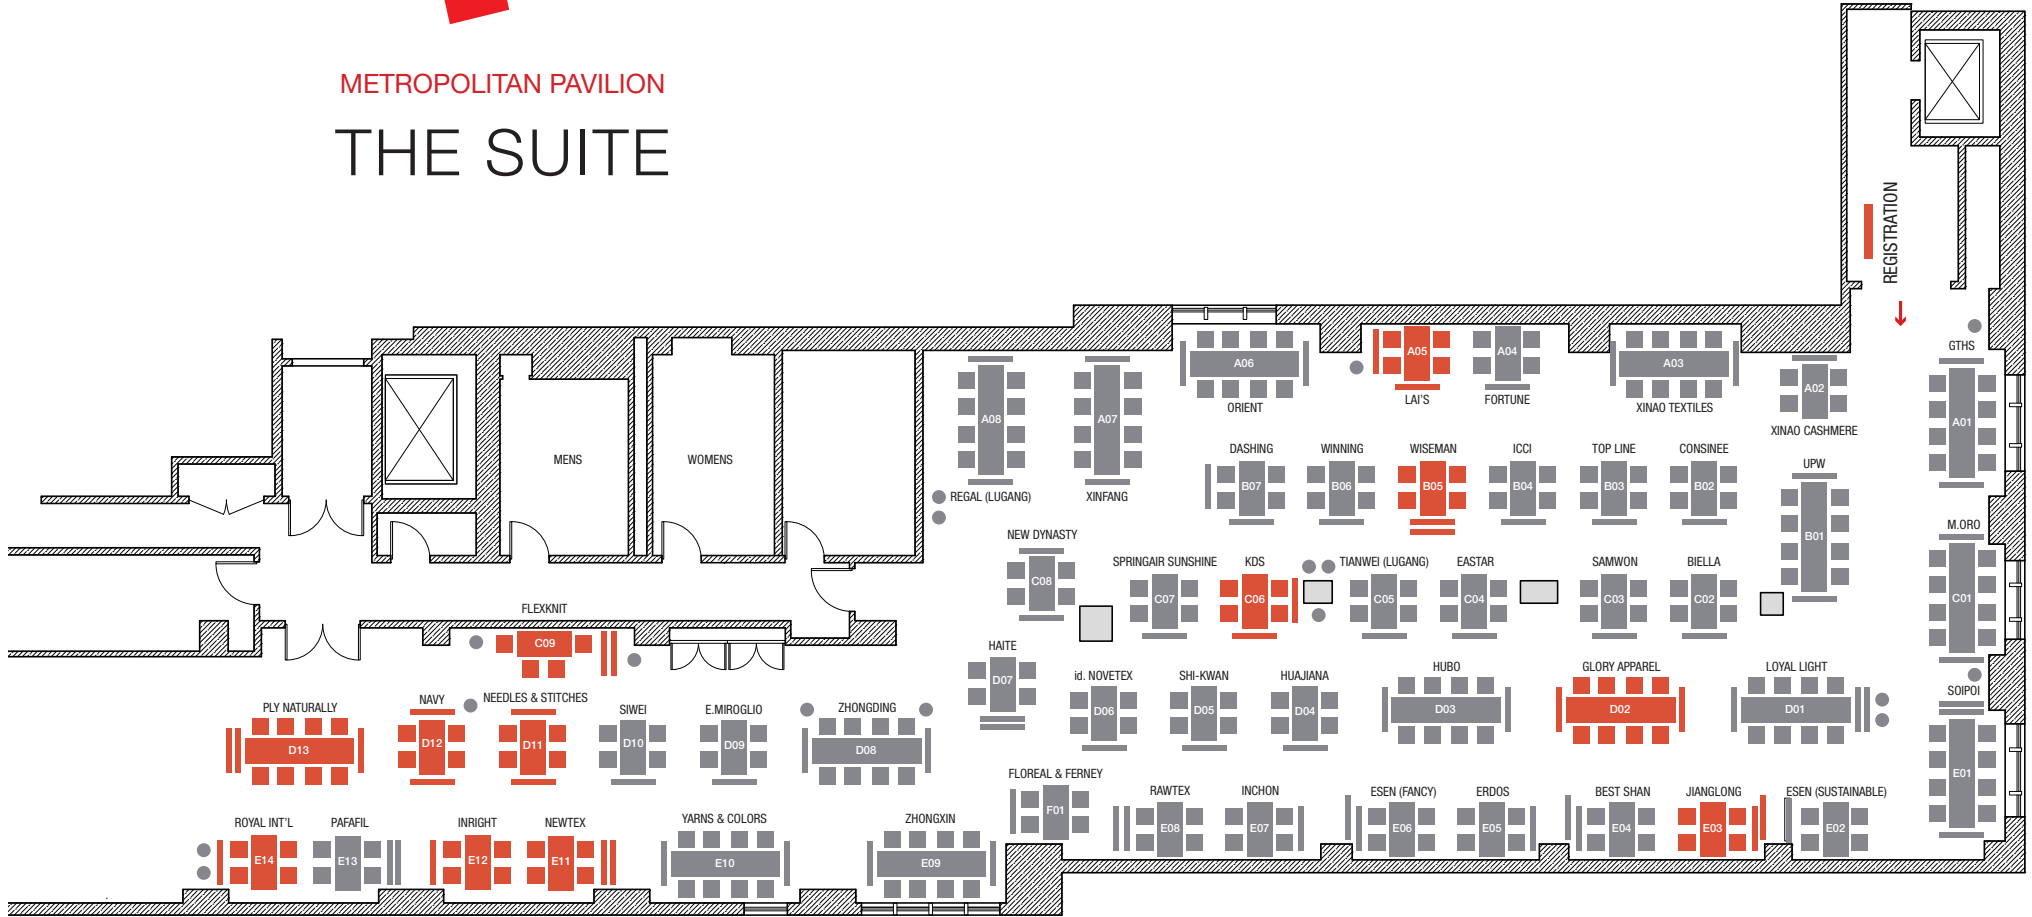 METROPOLITAN PAVILION
THE SUITE
REGISTRATION
GTHS
A01
A02
XINAO CASHMERE
A03
XINAO TEXTILES
A04
FORTUNE
A05
LAI'S
A06
ORIENT
A07
XINFANG
A08
REGAL (LUGANG)
MENS
WOMENS
DASHING
B07
WINNING
B06
WISEMAN
B05
ICCI
B04
TOP LINE
B03
CONSINEE
B02
UPW
B01
M.ORO
C01
NEW DYNASTY
C08
SPRINGAIR SUNSHINE
C07
KDS
C06
TIANWEI (LUGANG)
C05
EASTAR
C04
SAMWON
C03
BIELLA
C02
FLEXKNIT
C09
HAITE
D07
id. NOVETEX
D06
SHI-KWAN
D05
HUAJIANA
D04
HUBO
D03
GLORY APPAREL
D02
LOYAL LIGHT
D01
SOIPOI
E01
PLY NATURALLY
D13
NAVY
D12
NEEDLES & STITCHES
D11
SIWEI
D10
E.MIROGLIO
D09
ZHONGDING
D08
FLOREAL & FERNEY
F01
RAWTEX
E08
INCHON
E07
ESEN (FANCY)
E06
ERDOS
E05
BEST SHAN
E04
JIANGLONG
E03
ESEN (SUSTAINABLE)
E02
ROYAL INT'L
E14
PAFAFIL
E13
INRIGHT
E12
NEWTEX
E11
YARNS & COLORS
E10
ZHONGXIN
E09